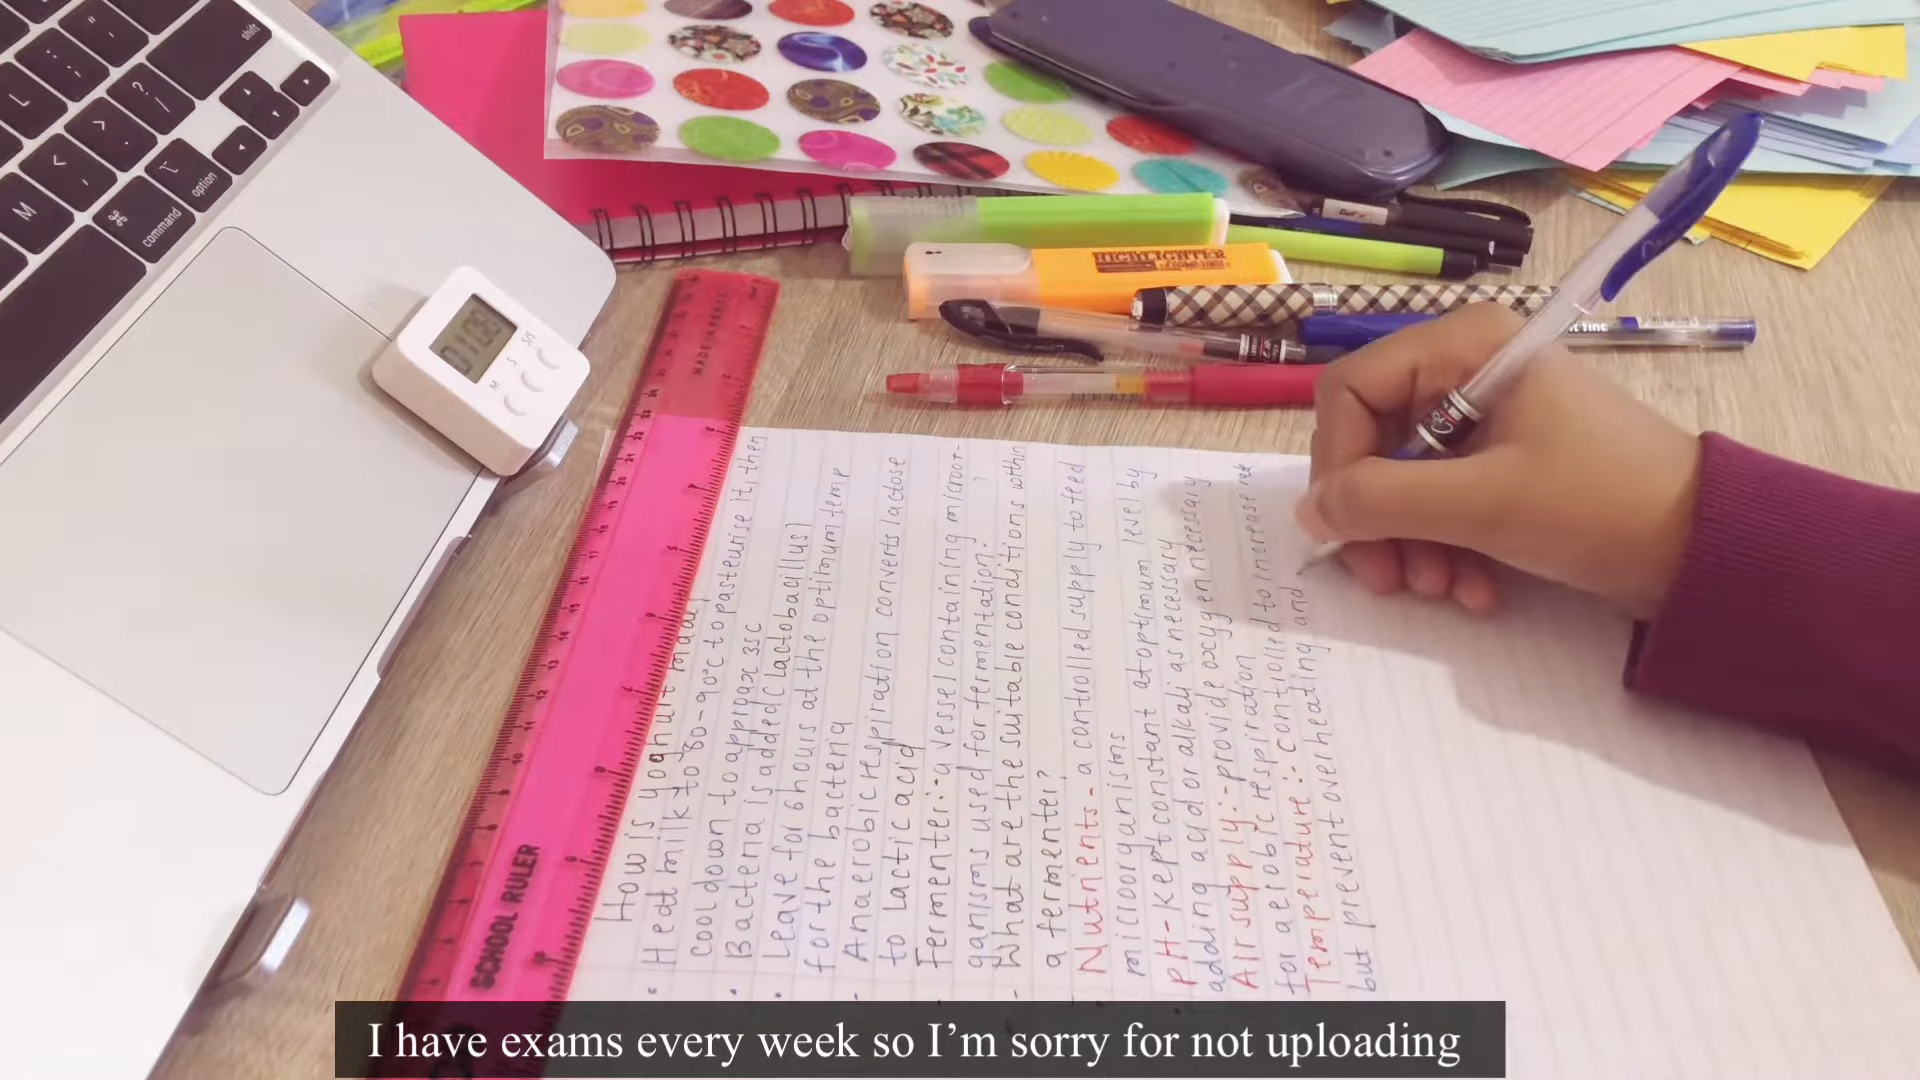 shift
L
?
/
>
.
<
,
M
option
⌘
command
M
S
S/S
MADE IN
SCHOOL RULER
HIGHLIGHTER
How is yoghurt made
• Heat milk to 80-90°C to pasteurise it, then
cool down to approax 35C
• Bacteria is added (lactobacillus)
• Leave for 6 hours at the optimum temp
for the bacteria
- Anaerobic respiration converts lactose
to lactic acid
- Fermenter:- a vessel containing microor-
ganisms used for fermentation.
- What are the suitable conditions within
a fermenter?
• Nutrients - a controlled supply to feed
microorganisms
PH- kept constant at optimum level by
adding acid or alkali as necessary
Air supply:- provide oxygen necessary
for aerobic respiration
Temperature:- controlled to increase
but prevent overheating and
I have exams every week so I'm sorry for not uploading